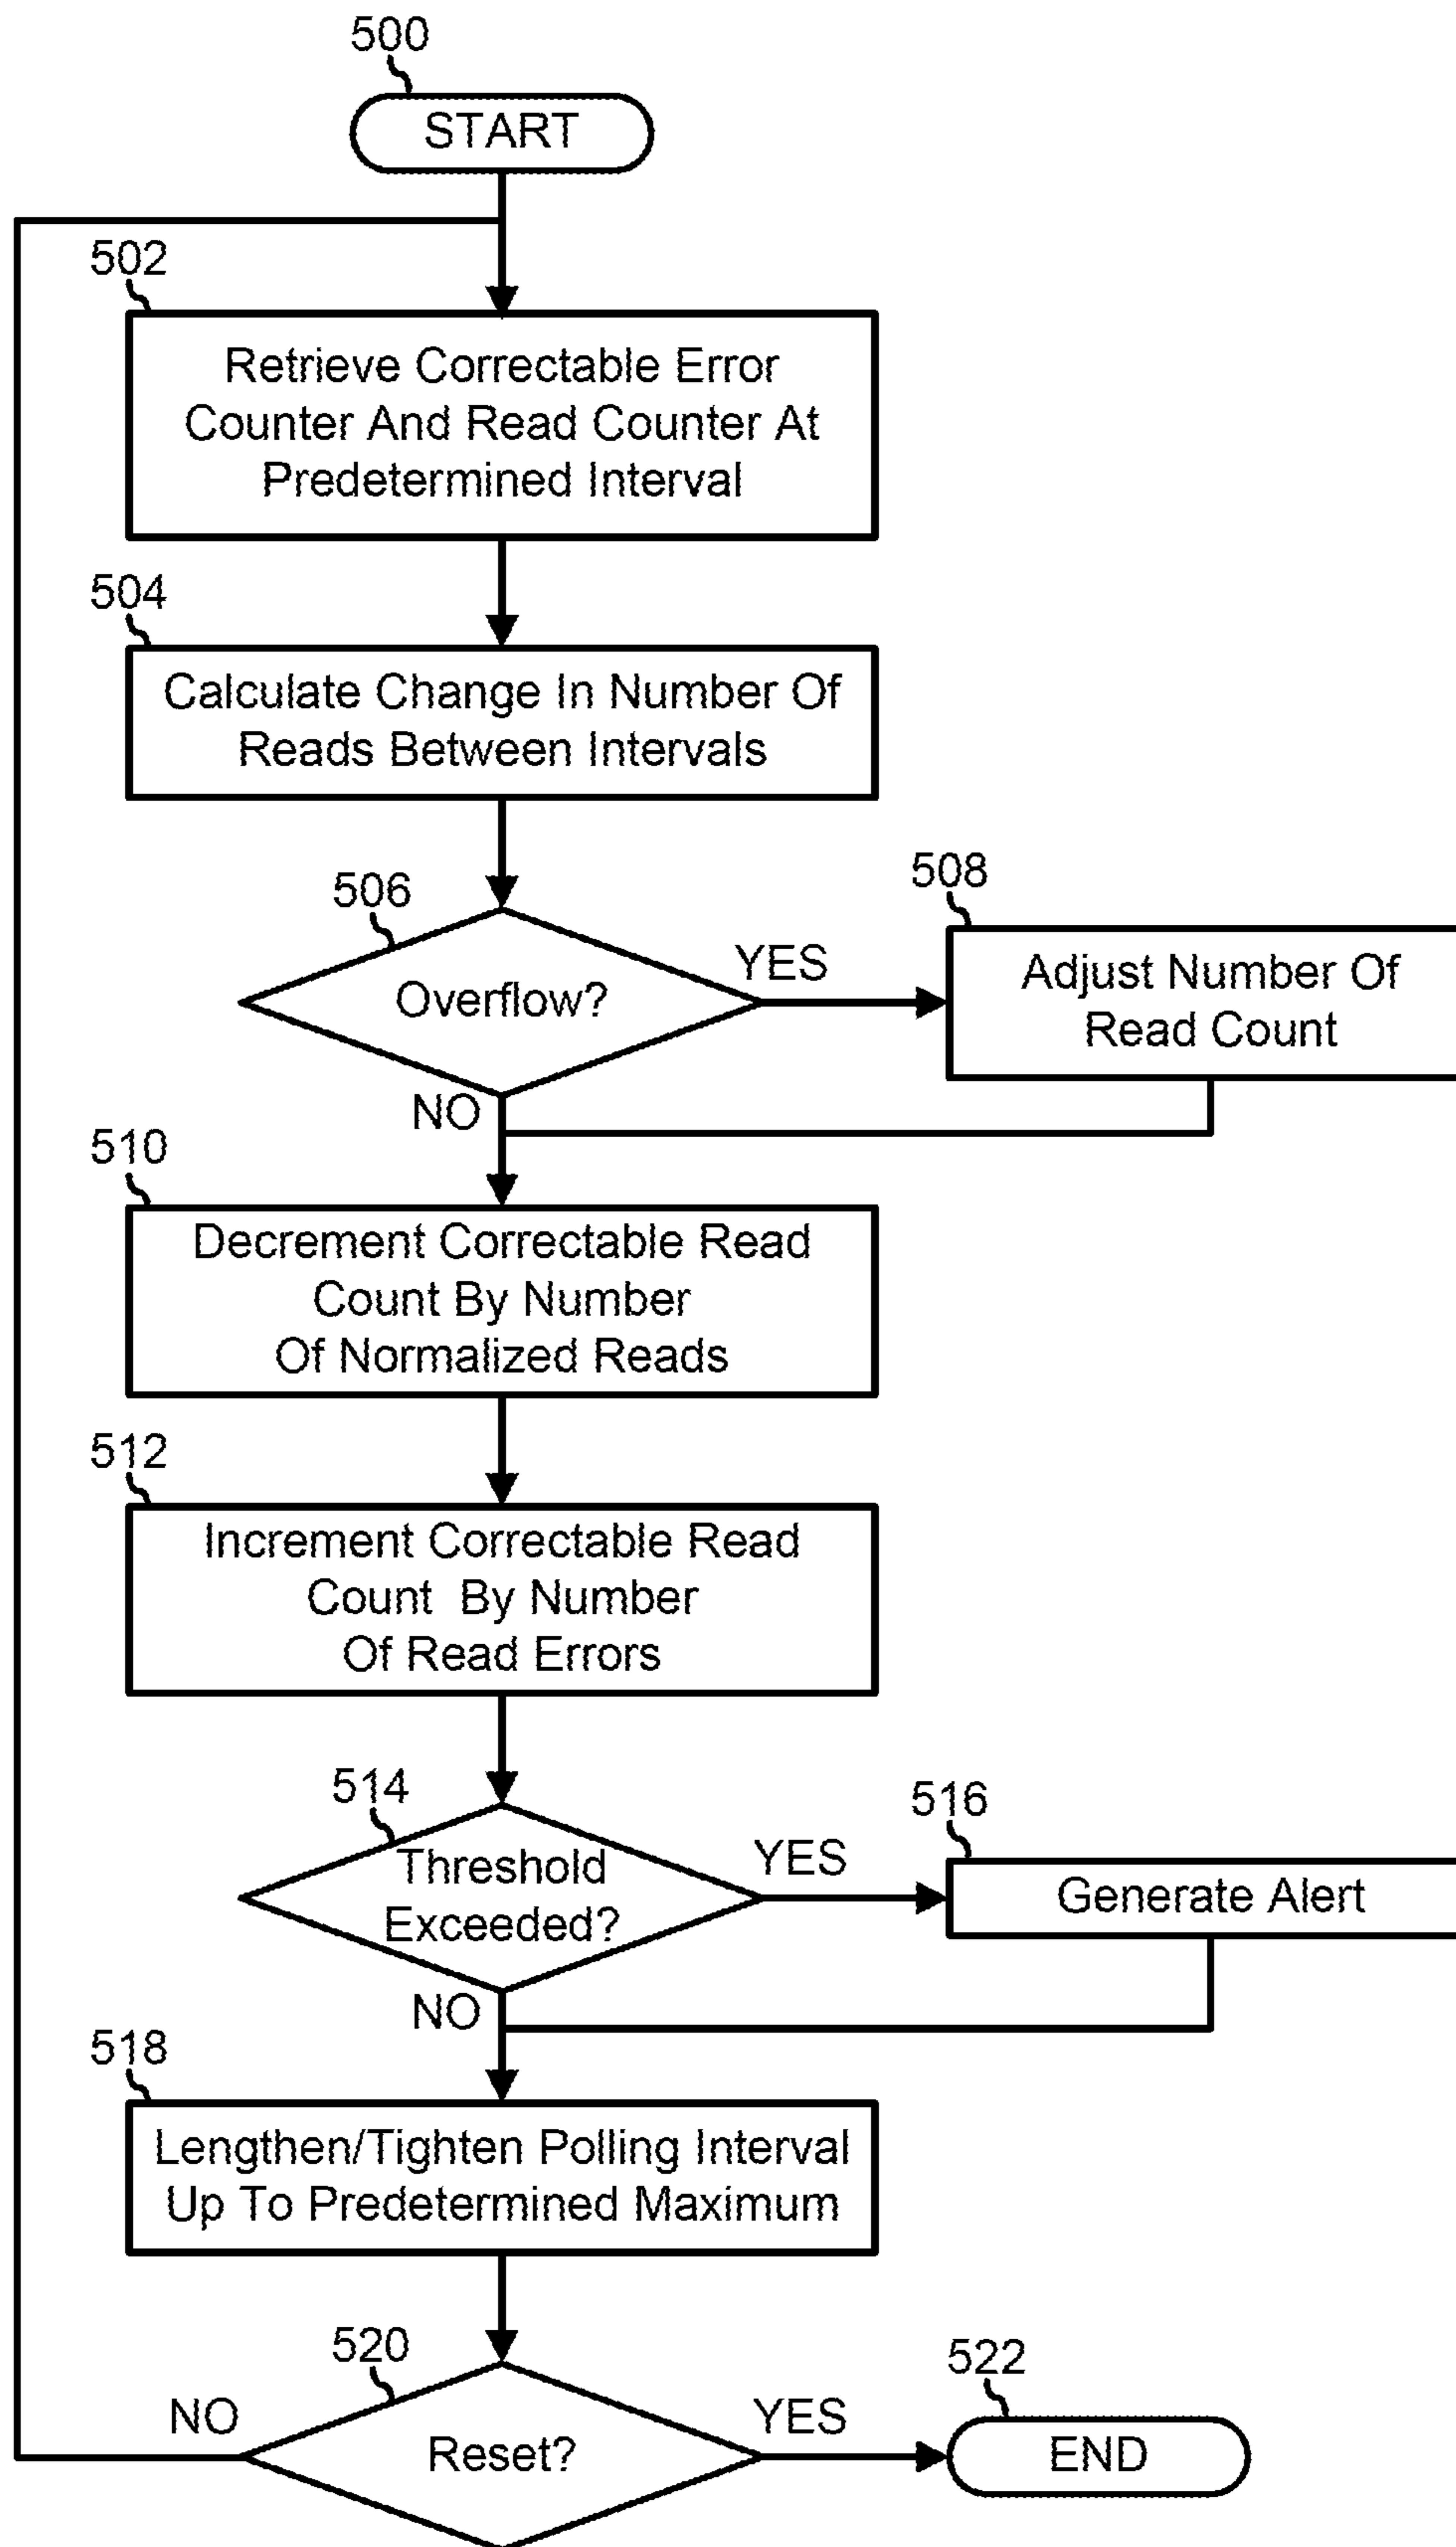 500
START
502
Retrieve Correctable Error
Counter And Read Counter At
Predetermined Interval
504
Calculate Change In Number Of
Reads Between Intervals
506
Overflow?
YES
508
Adjust Number Of
Read Count
NO
510
Decrement Correctable Read
Count By Number
Of Normalized Reads
512
Increment Correctable Read
Count By Number
Of Read Errors
514
Threshold
Exceeded?
YES
516
Generate Alert
NO
518
Lengthen/Tighten Polling Interval
Up To Predetermined Maximum
520
NO
Reset?
YES
522
END